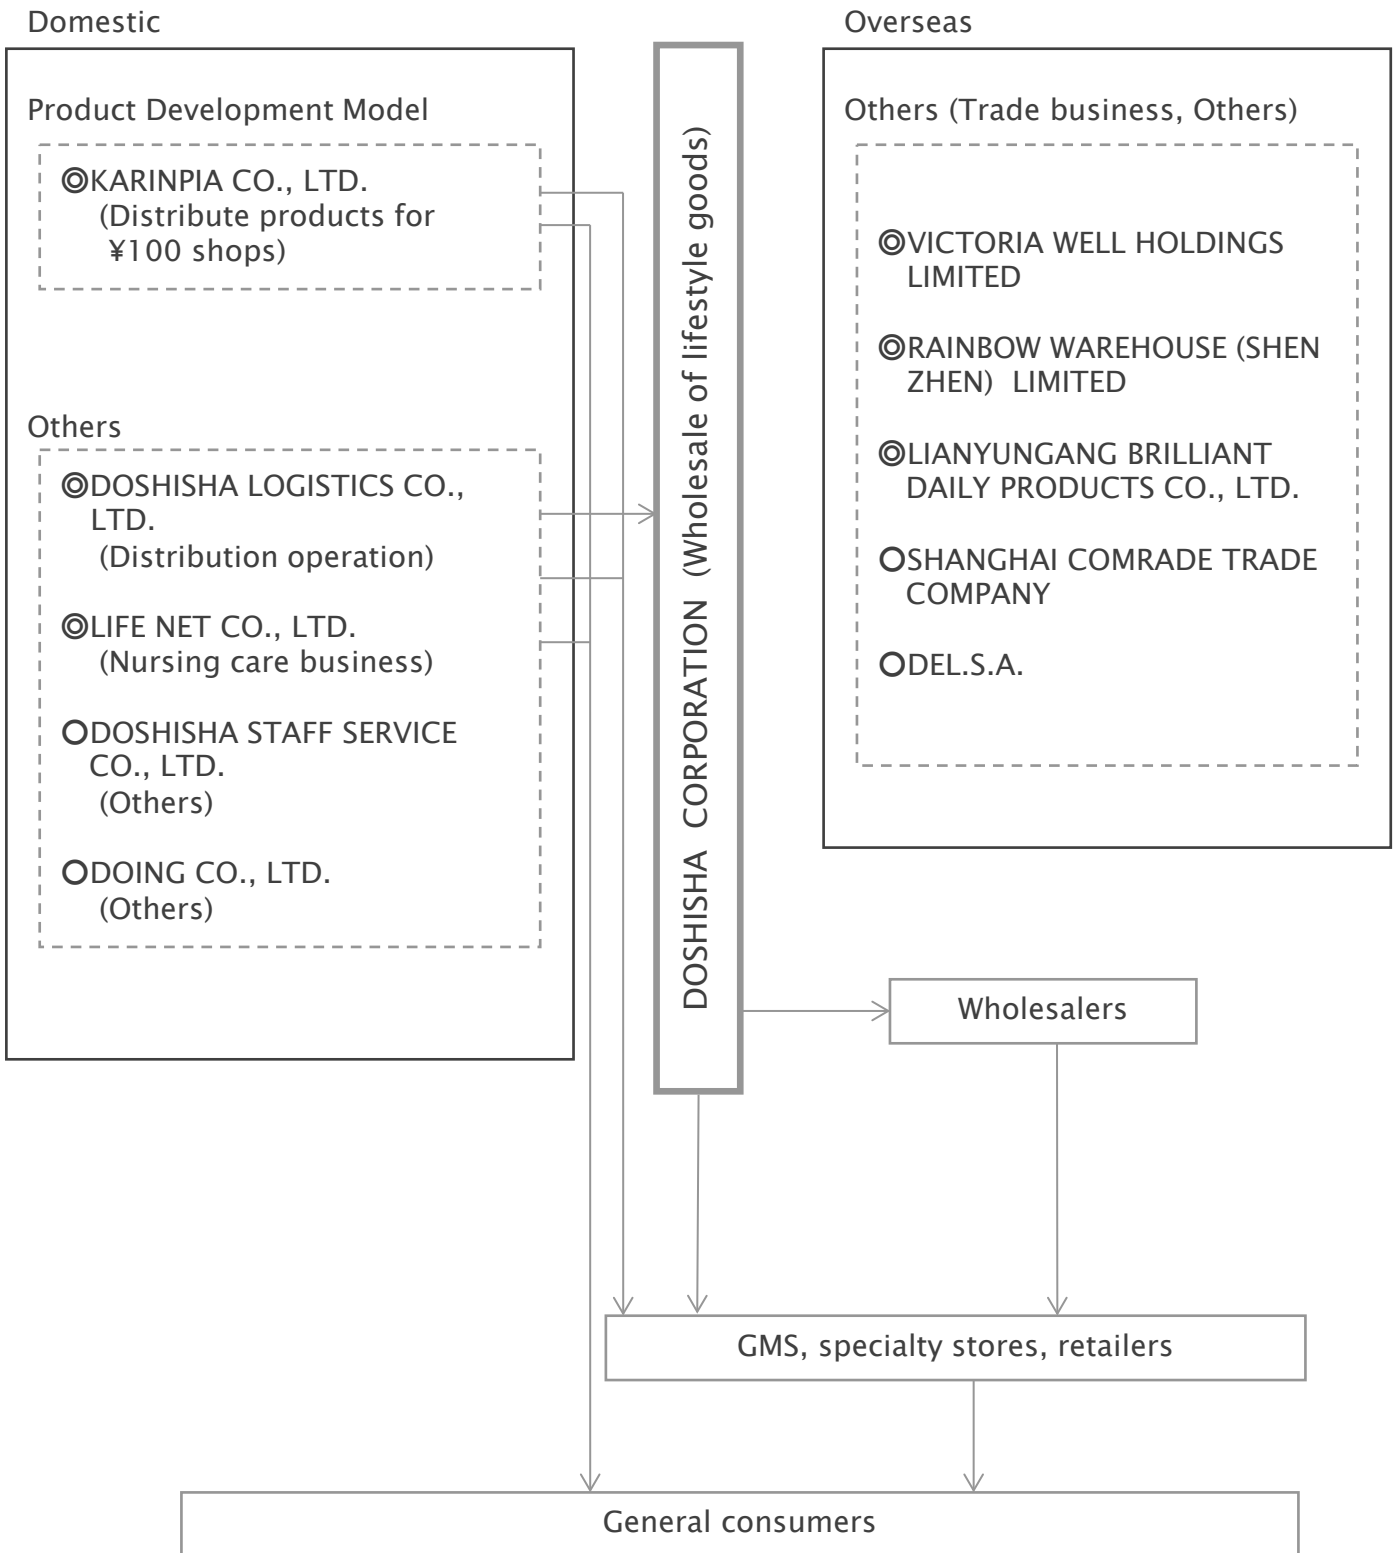 Domestic
Product Development Model
◎KARINPIA CO., LTD.
(Distribute products for
¥100 shops)
Others
◎DOSHISHA LOGISTICS CO.,
LTD.
(Distribution operation)
◎LIFE NET CO., LTD.
(Nursing care business)
○DOSHISHA STAFF SERVICE
CO., LTD.
(Others)
○DOING CO., LTD.
(Others)
DOSHISHA CORPORATION (Wholesale of lifestyle goods)
Overseas
Others (Trade business, Others)
◎VICTORIA WELL HOLDINGS
LIMITED
◎RAINBOW WAREHOUSE (SHEN
ZHEN) LIMITED
◎LIANYUNGANG BRILLIANT
DAILY PRODUCTS CO., LTD.
○SHANGHAI COMRADE TRADE
COMPANY
○DEL.S.A.
Wholesalers
GMS, specialty stores, retailers
General consumers